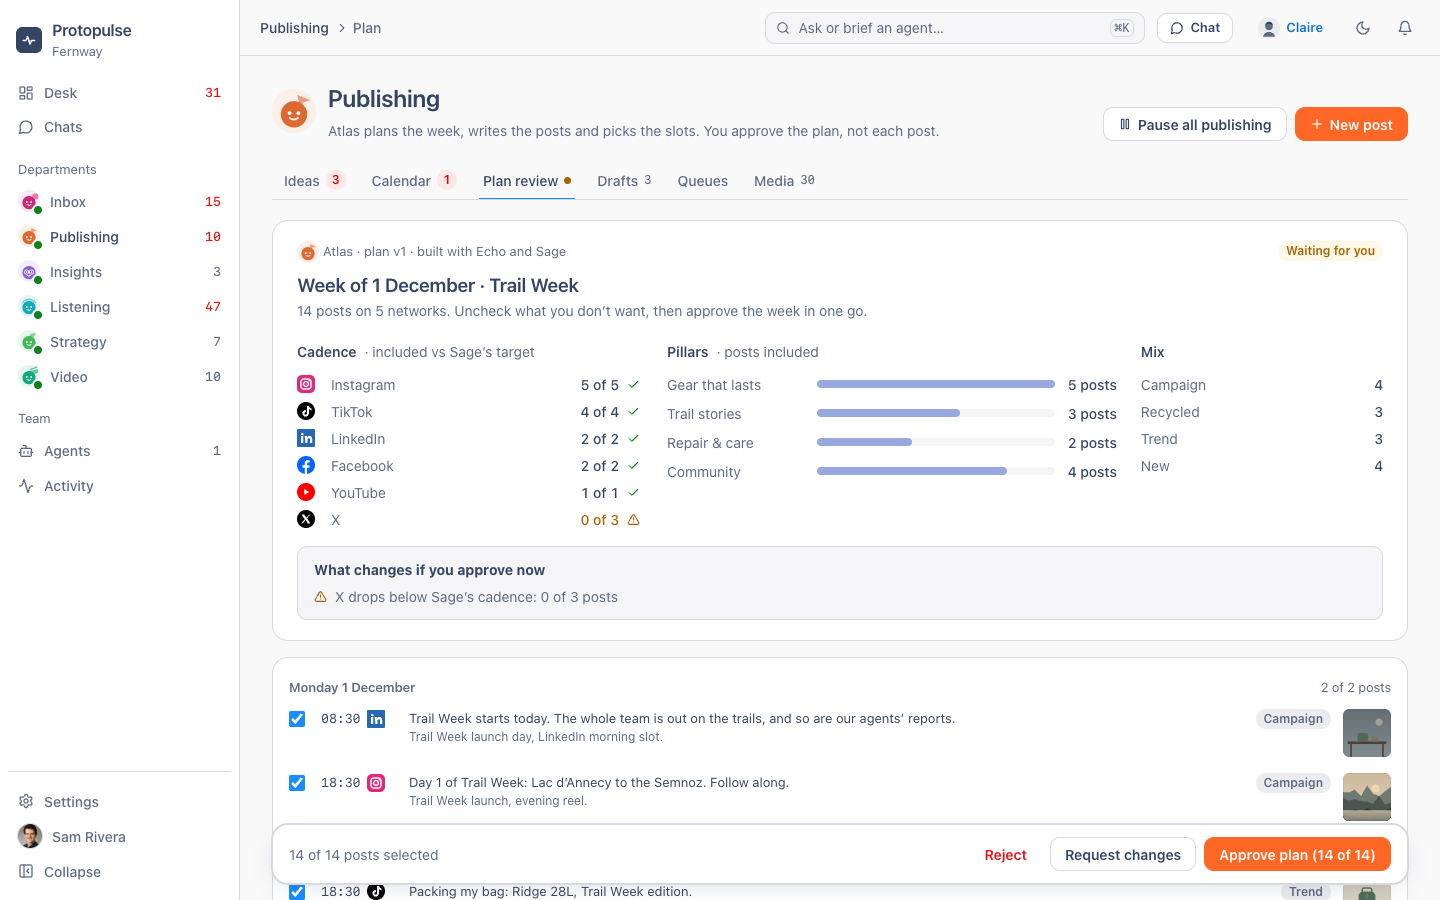 Protopulse
Fernway
Desk 31
Chats
Departments
Inbox 15
Publishing 10
Insights 3
Listening 47
Strategy 7
Video 10
Team
Agents 1
Activity
Settings
Sam Rivera
Collapse
Publishing > Plan
Ask or brief an agent… ⌘K
Chat
Claire
Publishing
Atlas plans the week, writes the posts and picks the slots. You approve the plan, not each post.
Pause all publishing
+ New post
Ideas 3
Calendar 1
Plan review
Drafts 3
Queues
Media 30
Atlas · plan v1 · built with Echo and Sage
Waiting for you
Week of 1 December · Trail Week
14 posts on 5 networks. Uncheck what you don’t want, then approve the week in one go.
Cadence · included vs Sage’s target
Instagram 5 of 5
TikTok 4 of 4
LinkedIn 2 of 2
Facebook 2 of 2
YouTube 1 of 1
X 0 of 3
Pillars · posts included
Gear that lasts 5 posts
Trail stories 3 posts
Repair & care 2 posts
Community 4 posts
Mix
Campaign 4
Recycled 3
Trend 3
New 4
What changes if you approve now
X drops below Sage’s cadence: 0 of 3 posts
Monday 1 December 2 of 2 posts
08:30 Trail Week starts today. The whole team is out on the trails, and so are our agents’ reports. Campaign
Trail Week launch day, LinkedIn morning slot.
18:30 Day 1 of Trail Week: Lac d’Annecy to the Semnoz. Follow along. Campaign
Trail Week launch, evening reel.
14 of 14 posts selected
Reject
Request changes
Approve plan (14 of 14)
18:30 Packing my bag: Ridge 28L, Trail Week edition. Trend